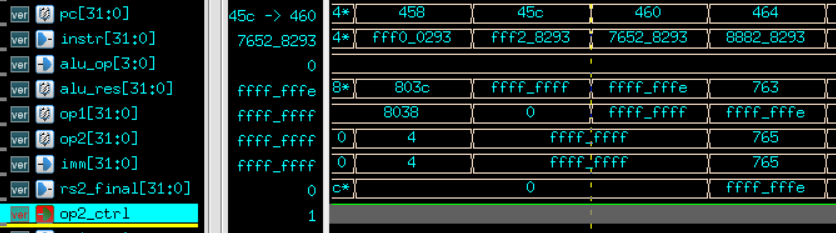 ver pc[31:0] 45c -> 460 4* 458 45c 460 464
ver instr[31:0] 7652_8293 4* fff0_0293 fff2_8293 7652_8293 8882_8293
ver alu_op[3:0] 0
ver alu_res[31:0] ffff_fffe 8* 803c ffff_ffff ffff_fffe 763
ver op1[31:0] ffff_ffff 8038 0 ffff_ffff ffff_fffe
ver op2[31:0] ffff_ffff 0 4 ffff_ffff 765
ver imm[31:0] ffff_ffff 0 4 ffff_ffff 765
ver rs2_final[31:0] 0 c* 0 ffff_fffe
ver op2_ctrl 1